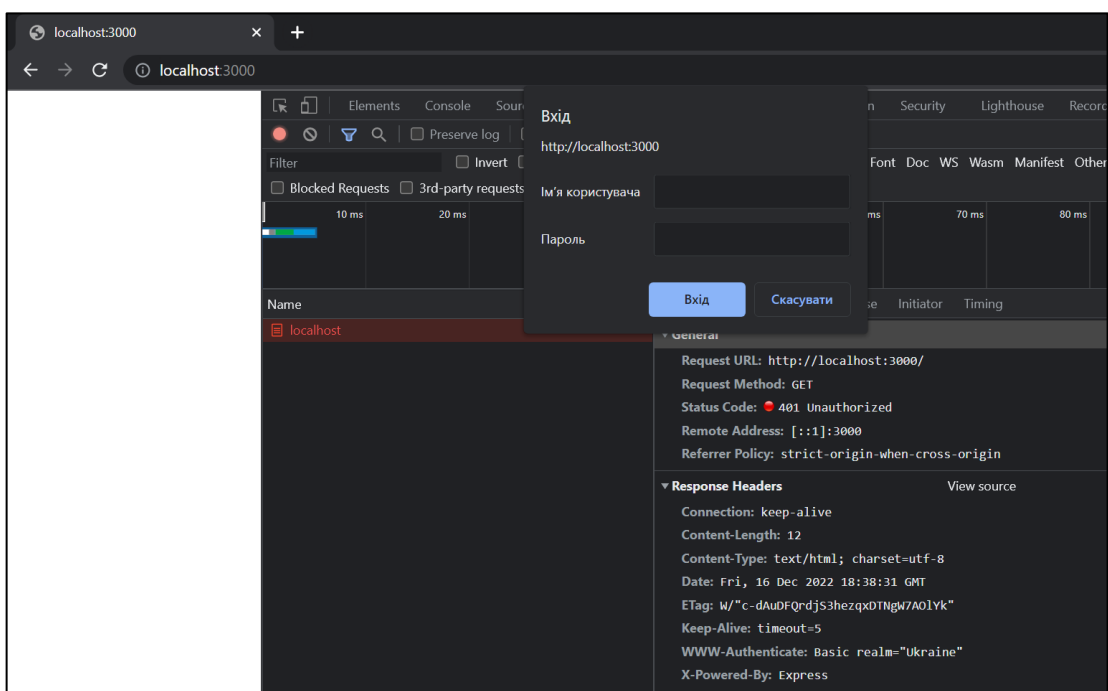 localhost:3000
localhost:3000
Elements Console Sour
n Security Lighthouse Recorc
Preserve log
Filter Invert
Font Doc WS Wasm Manifest Other
Blocked Requests 3rd-party requests
Вхід
http://localhost:3000
Ім'я користувача
Пароль
Вхід Скасувати
10 ms 20 ms ms 70 ms 80 ms
Name
se Initiator Timing
localhost
General
Request URL: http://localhost:3000/
Request Method: GET
Status Code: 401 Unauthorized
Remote Address: [::1]:3000
Referrer Policy: strict-origin-when-cross-origin
Response Headers View source
Connection: keep-alive
Content-Length: 12
Content-Type: text/html; charset=utf-8
Date: Fri, 16 Dec 2022 18:38:31 GMT
ETag: W/"c-dAuDFQrdjS3hezqxDTNgW7AOlYk"
Keep-Alive: timeout=5
WWW-Authenticate: Basic realm="Ukraine"
X-Powered-By: Express